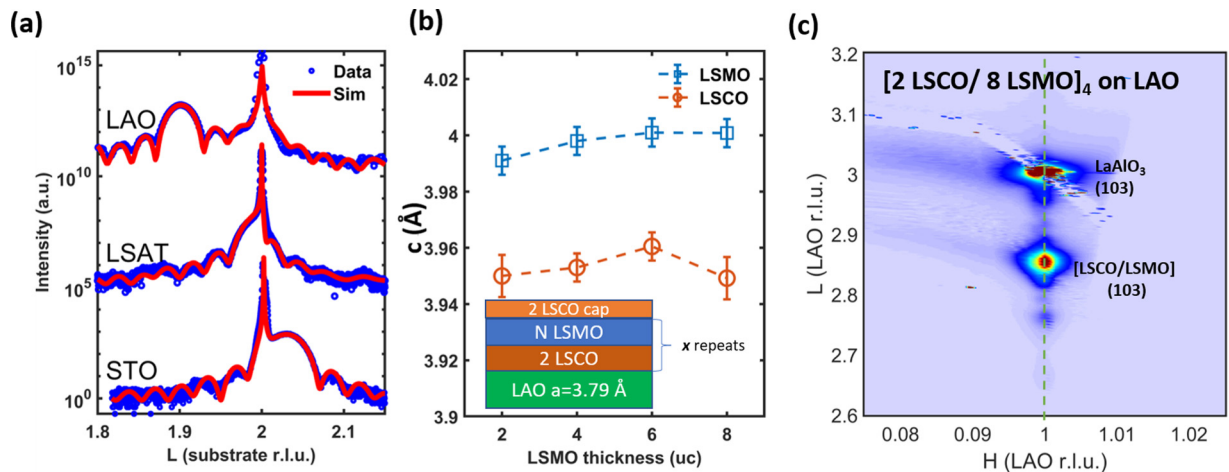 (a)
10^15
10^10
10^5
10^0
Intensity (a.u.)
Data
Sim
LAO
LSAT
STO
1.8 1.9 2 2.1
L (substrate r.l.u.)
(b)
4.02
4
3.98
3.96
3.94
3.92
3.9
c (Å)
LSMO
LSCO
2 LSCO cap
N LSMO
2 LSCO
x repeats
LAO a=3.79 Å
2 4 6 8
LSMO thickness (uc)
(c)
3.2
3.1
3
2.9
2.8
2.7
2.6
L (LAO r.l.u.)
[2 LSCO/ 8 LSMO]₄ on LAO
LaAlO₃
(103)
[LSCO/LSMO]
(103)
0.08 0.09 1 1.01 1.02
H (LAO r.l.u.)